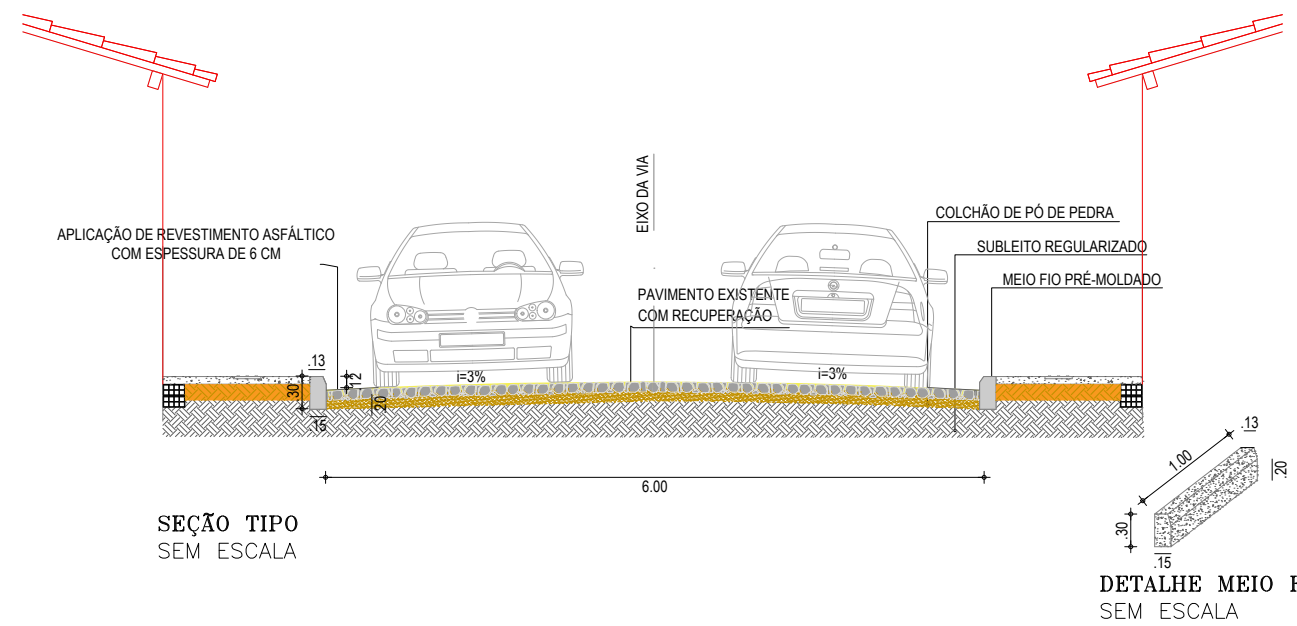 EIXO DA VIA
COLCHÃO DE PÓ DE PEDRA
APLICAÇÃO DE REVESTIMENTO ASFÁLTICO
COM ESPESSURA DE 6 CM
SUBLEITO REGULARIZADO
MEIO FIO PRÉ-MOLDADO
PAVIMENTO EXISTENTE
COM RECUPERAÇÃO
.13
12
i=3%
i=3%
.30
.20
.15
6.00
.13
1.00
.20
.30
.15
SEÇÃO TIPO
SEM ESCALA
DETALHE MEIO
SEM ESCALA